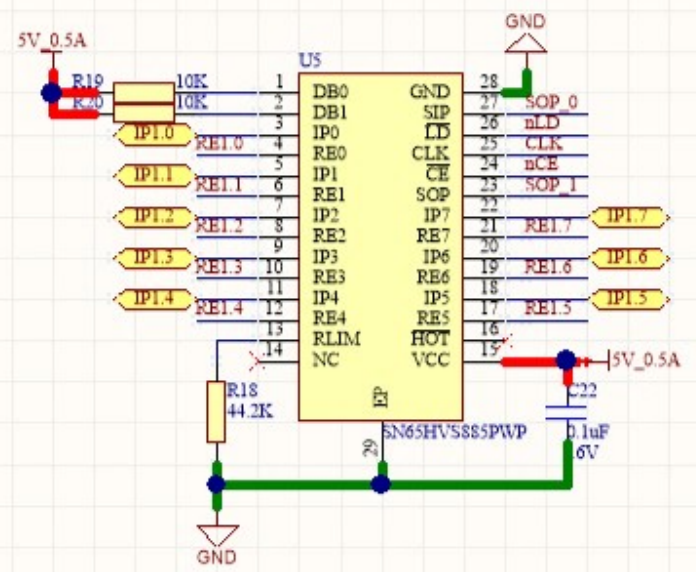 GND
5V_0.5A
U5
R19 10K 1 DB0 GND 28
R20 10K 2 DB1 SIP 27 SOP_0
IP1.0 3 IP0 LD 26 nLD
RE1.0 4 RE0 CLK 25 CLK
IP1.1 5 IP1 CE 24 nCE
RE1.1 6 RE1 SOP 23 SOP_1
IP1.2 7 IP2 IP7 22 IP1.7
RE1.2 8 RE2 RE7 21 RE1.7
IP1.3 9 IP3 IP6 20 IP1.6
RE1.3 10 RE3 RE6 19 RE1.6
IP1.4 11 IP4 IP5 18 IP1.5
RE1.4 12 RE4 RE5 17 RE1.5
13 RLIM HOT 16
14 NC VCC 15 5V_0.5A
R18
44.2K
EP
C22
SN65HVS885PWP
0.1uF
29
6V
GND